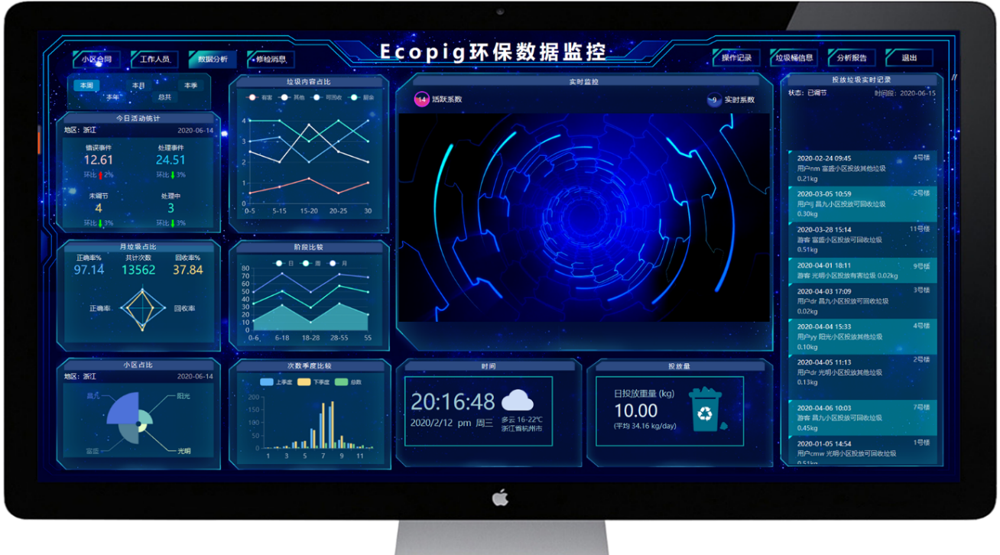 Ecopig环保数据监控
小区合同
工作人员
数据分析
修检消息
操作记录
垃圾桶信息
分析报告
退出
本周
本月
本季
本年
总共
今日活动统计
地区：浙江 2020-06-14
错误事件 处理事件
12.61 24.51
环比 2% 环比 3%
未调节 处理中
4 3
环比 3% 环比 3%
月垃圾占比
正确率% 共计次数 回收率%
97.14 13562 37.84
正确率 回收率
小区占比
地区：浙江 2020-06-14
昌九 阳光
富盛 光明
垃圾内容占比
有害 其他 可回收 厨余
4
3
2
1
0
0-5 5-15 15-20 20-25 30
阶段比较
日 周 月
80
70
60
50
40
30
20
10
0
0-6 6-18 18-28 28-55 55
次数季度比较
上季度 下季度 总数
200
150
100
50
0
1 3 5 7 9 11
实时监控
14 活跃系数
9 实时系数
时间
20:16:48
2020/2/12 pm 周三
多云 16-22℃
浙江省杭州市
投放量
日投放重量 (kg)
10.00
(平均 34.16 kg/day)
投放垃圾实时记录
状态：已调节 时间段：2020-06-15
2020-02-24 09:45 4号楼
用户nm 富盛小区投放其他垃圾
0.21kg
2020-03-05 10:59 2号楼
用户ij 昌九小区投放可回收垃圾
0.30kg
2020-03-28 15:14 11号楼
游客 富盛小区投放可回收垃圾
0.51kg
2020-04-01 18:11 9号楼
游客 光明小区投放有害垃圾 0.02kg
2020-04-03 17:09 3号楼
用户dr 昌九小区投放可回收垃圾
0.02kg
2020-04-04 15:33 4号楼
用户yy 阳光小区投放其他垃圾
0.10kg
2020-04-05 11:13 2号楼
用户dr 光明小区投放其他垃圾
0.13kg
2020-04-06 10:03 7号楼
游客 昌九小区投放可回收垃圾
0.45kg
2020-01-05 14:54 1号楼
用户cmw 光明小区投放可回收垃圾
0.51kg